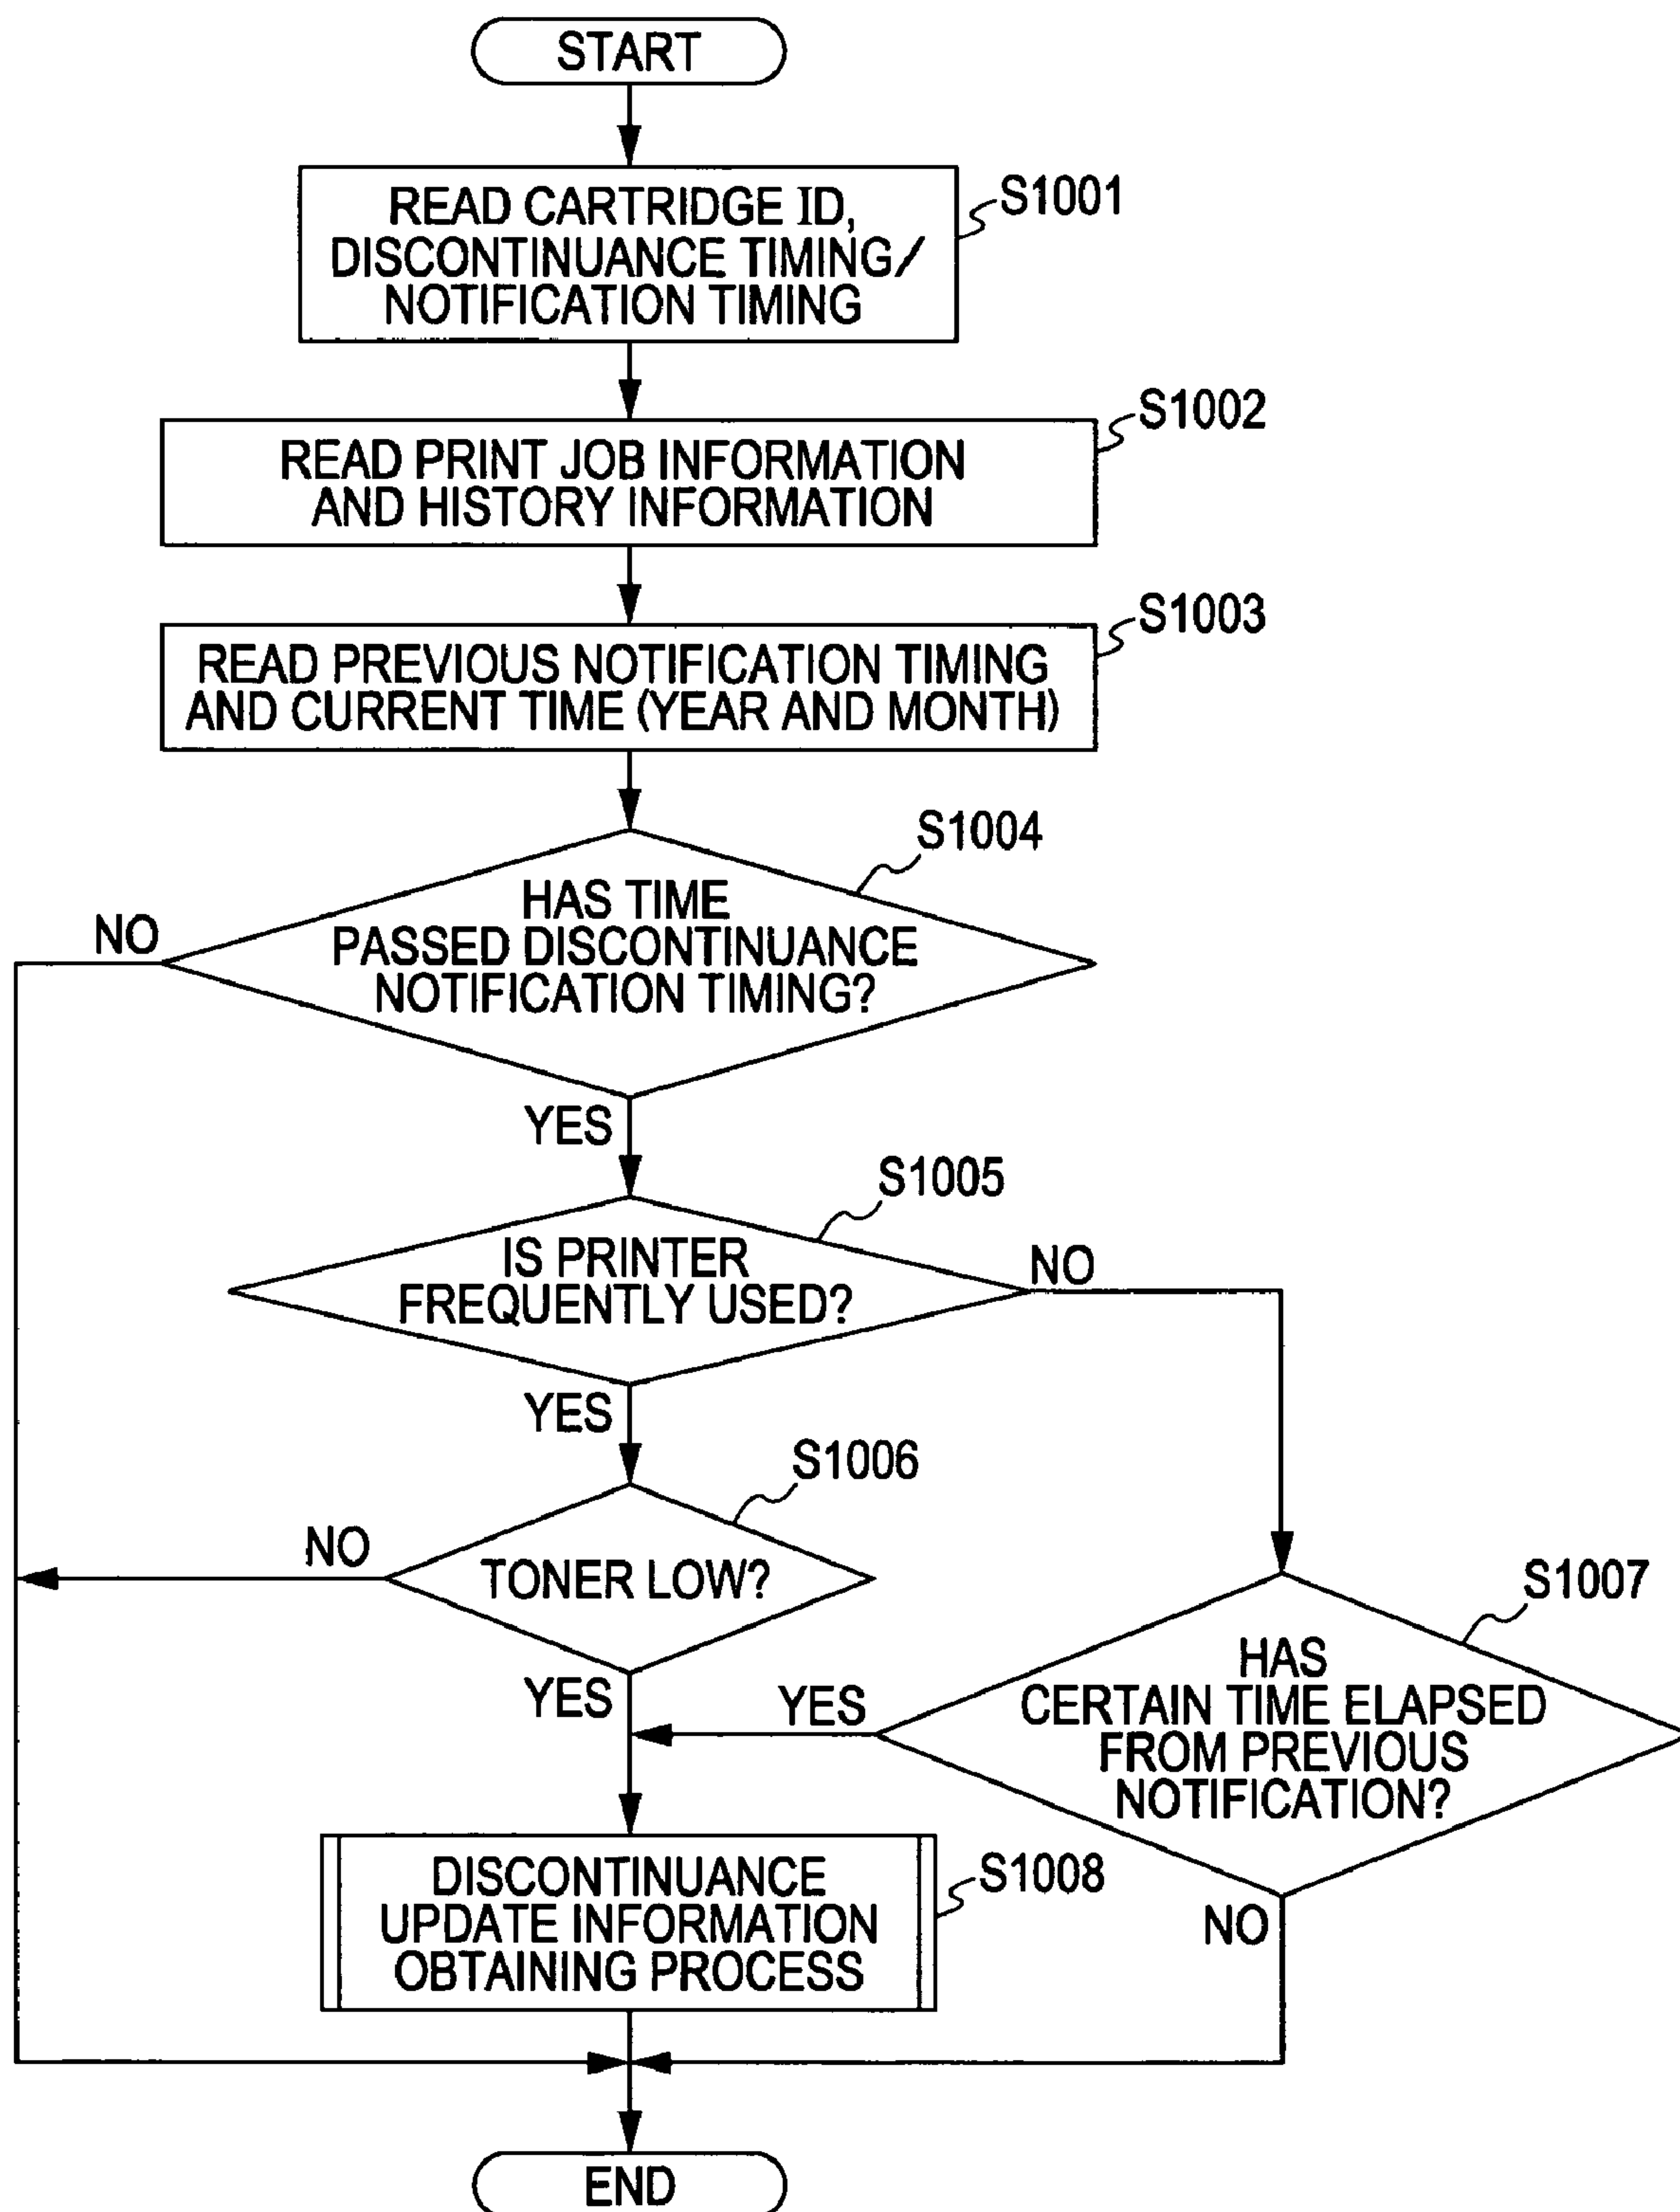 START
READ CARTRIDGE ID,
DISCONTINUANCE TIMING/
NOTIFICATION TIMING
S1001
READ PRINT JOB INFORMATION
AND HISTORY INFORMATION
S1002
READ PREVIOUS NOTIFICATION TIMING
AND CURRENT TIME (YEAR AND MONTH)
S1003
HAS TIME
PASSED DISCONTINUANCE
NOTIFICATION TIMING?
S1004
NO
YES
IS PRINTER
FREQUENTLY USED?
S1005
NO
YES
TONER LOW?
S1006
NO
YES
HAS
CERTAIN TIME ELAPSED
FROM PREVIOUS
NOTIFICATION?
S1007
YES
NO
DISCONTINUANCE
UPDATE INFORMATION
OBTAINING PROCESS
S1008
END